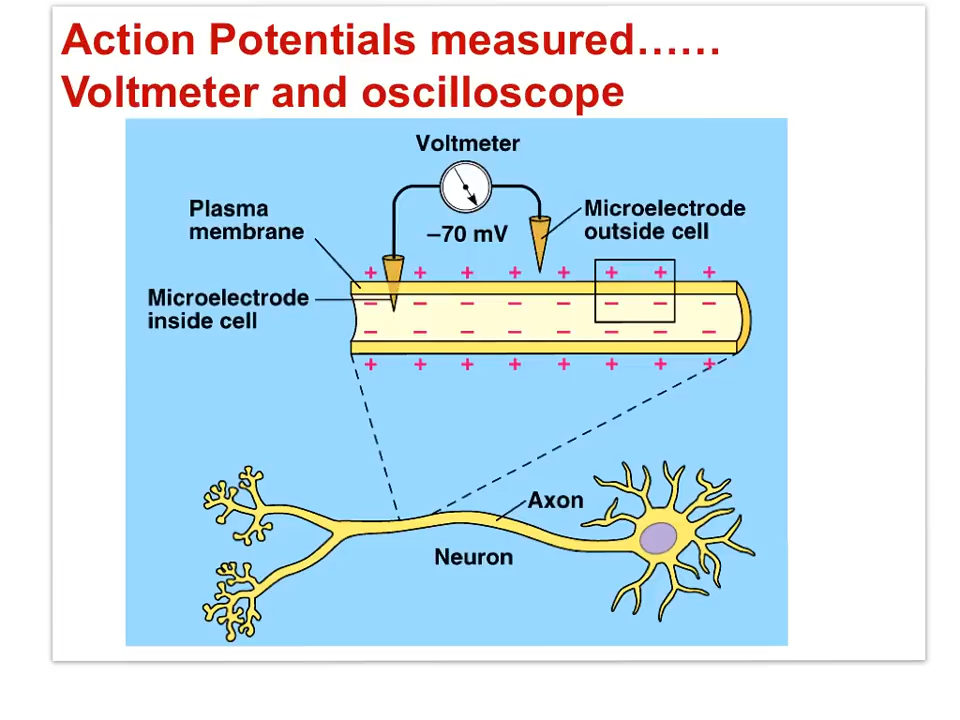 Action Potentials measured......
Voltmeter and oscilloscope
Voltmeter
Plasma
membrane
–70 mV
Microelectrode
outside cell
+ + + + + + + +
Microelectrode
inside cell
– – – – – – – –
– – – – – – – –
+ + + + + + + +
Axon
Neuron